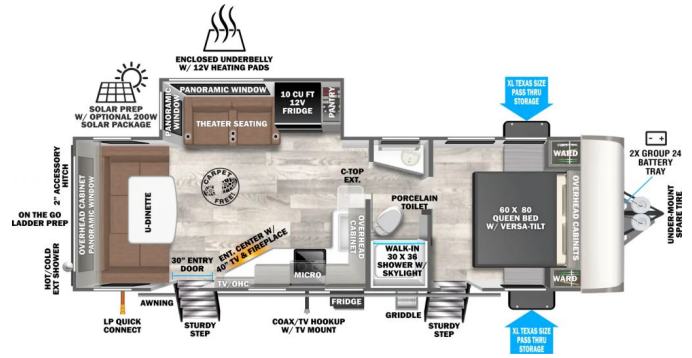 ENCLOSED UNDERBELLY
W/ 12V HEATING PADS
SOLAR PREP
W/ OPTIONAL 200W
SOLAR PACKAGE
PANORAMIC WINDOW
PANORAMIC
WINDOW
THEATER SEATING
10 CU FT
12V
FRIDGE
PANTRY
XL TEXAS SIZE
PASS THRU
STORAGE
2" ACCESSORY
HITCH
ON THE GO
LADDER PREP
HOT/COLD
EXT SHOWER
OVERHEAD CABINET
PANORAMIC WINDOW
U-DINETTE
CARPET
FREE!
C-TOP
EXT.
PORCELAIN
TOILET
WARD
60 X 80
QUEEN BED
W/ VERSA-TILT
OVERHEAD CABINETS
WARD
- +
2X GROUP 24
BATTERY
TRAY
UNDER-MOUNT
SPARE TIRE
30" ENTRY
DOOR
ENT. CENTER W/
40" TV & FIREPLACE
MICRO
OVERHEAD
CABINET
WALK-IN
30 X 36
SHOWER W/
SKYLIGHT
TV/OHC
AWNING
LP QUICK
CONNECT
STURDY
STEP
COAX/TV HOOKUP
W/ TV MOUNT
FRIDGE
GRIDDLE
STURDY
STEP
XL TEXAS SIZE
PASS THRU
STORAGE